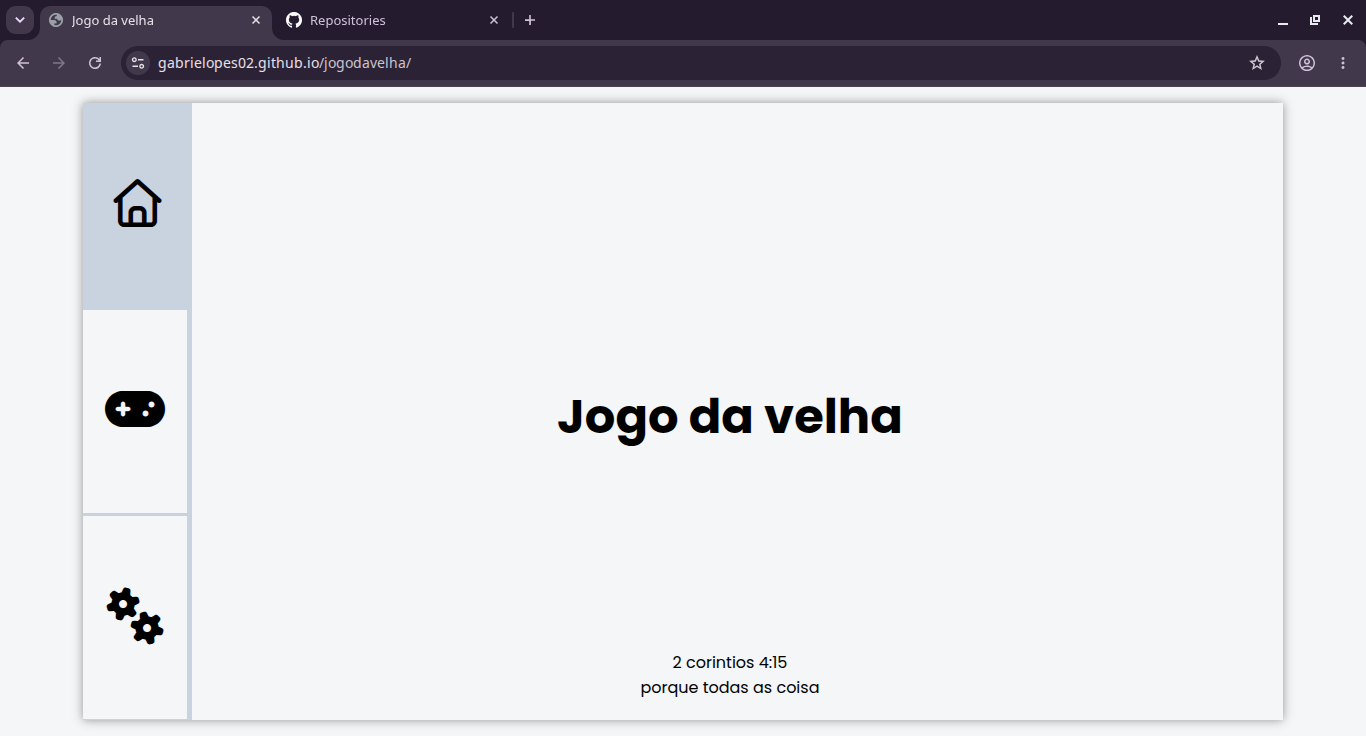 Jogo da velha
Repositories
gabrielopes02.github.io/jogodavelha/
Jogo da velha
2 corintios 4:15
porque todas as coisa